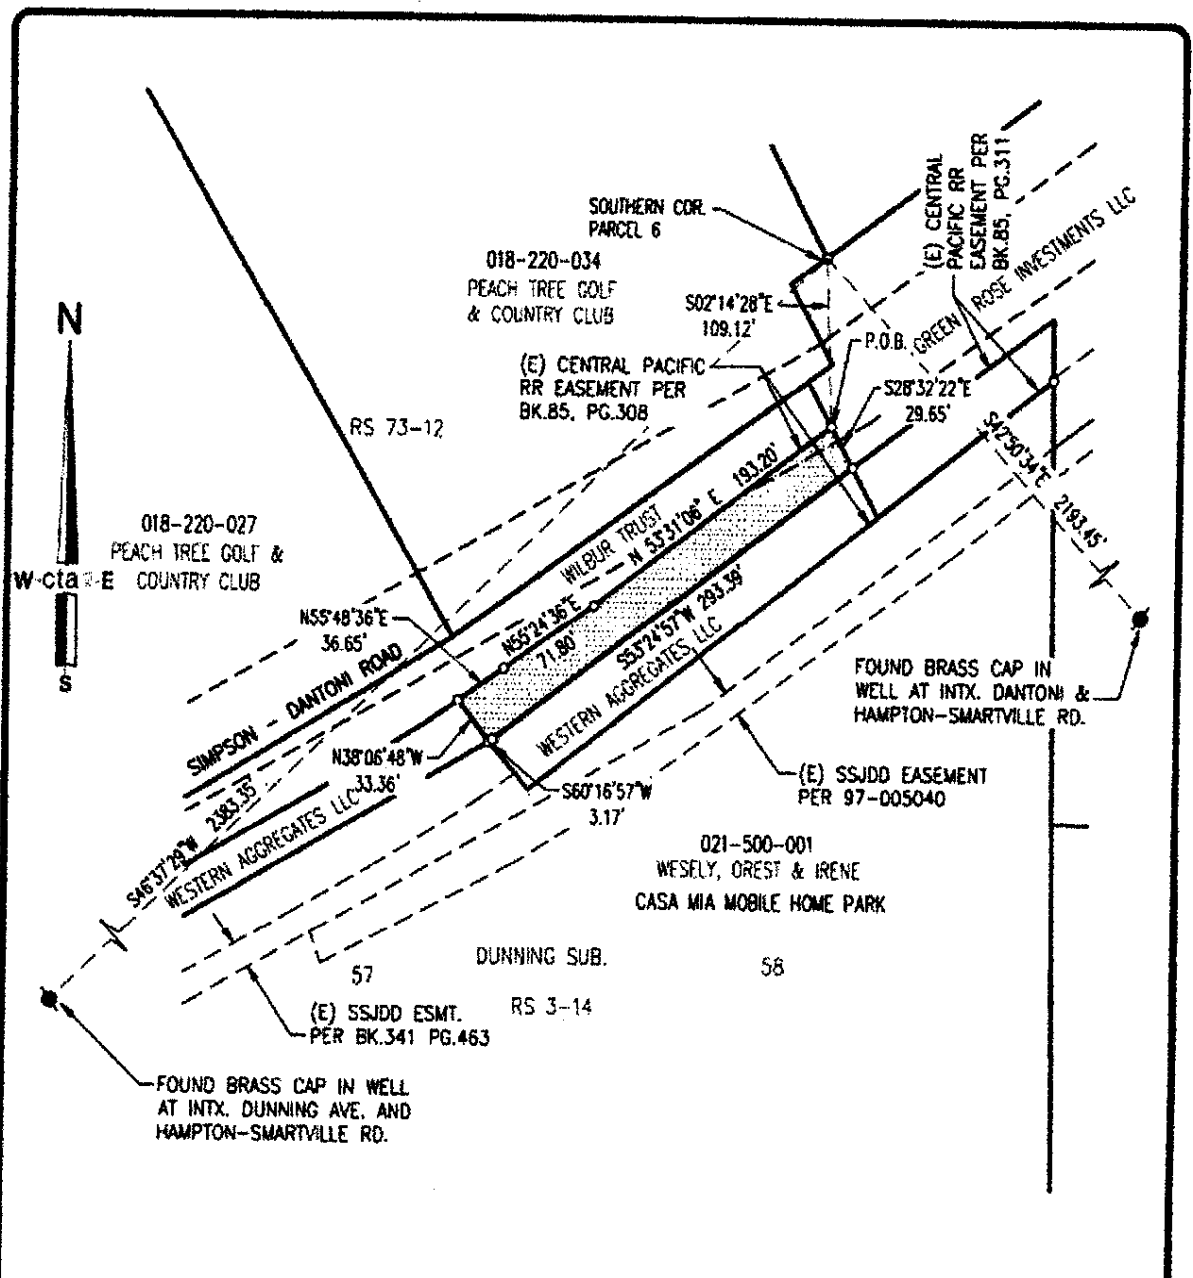 SOUTHERN COR.
PARCEL 6
018-220-034
PEACH TREE GOLF
& COUNTRY CLUB
S02°14'28"E
109.12'
(E) CENTRAL
PACIFIC RR
EASEMENT PER
BK.85, PG.311
GREEN ROSE INVESTMENTS LLC
P.O.B.
(E) CENTRAL PACIFIC
RR EASEMENT PER
BK.85, PG.308
S28°32'22"E
29.65'
N
RS 73-12
S42°50'34"E 2193.45'
018-220-027
PEACH TREE GOLF &
COUNTRY CLUB
W-cta E
S
N 53°31'06" E 193.20'
WILBUR TRUST
N55°48'36"E
36.65'
N55°24'36"E
71.80'
S53°24'57"W 293.39'
WESTERN AGGREGATES LLC
SIMPSON - DANTONI ROAD
FOUND BRASS CAP IN
WELL AT INTX. DANTONI &
HAMPTON-SMARTVILLE RD.
N38°06'48"W
33.36'
S60°16'57"W
3.17'
(E) SSJDD EASEMENT
PER 97-005040
S46°37'29"W 2383.35'
WESTERN AGGREGATES LLC
021-500-001
WESELY, OREST & IRENE
CASA MIA MOBILE HOME PARK
DUNNING SUB.
57
58
RS 3-14
(E) SSJDD ESMT.
PER BK.341 PG.463
FOUND BRASS CAP IN WELL
AT INTX. DUNNING AVE. AND
HAMPTON-SMARTVILLE RD.